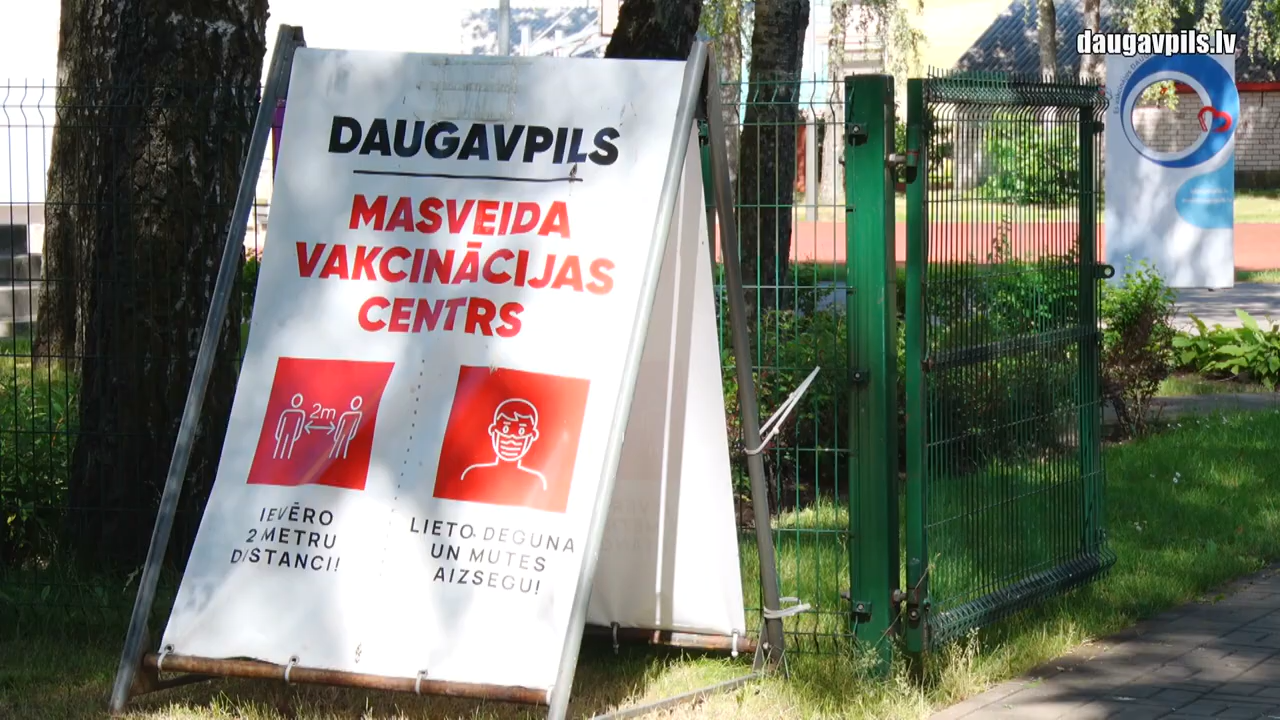 daugavpils.lv
DAUGAVPILS
MASVEIDA
VAKCINĀCIJAS
CENTRS
2m
IEVĒRO
2 METRU
DISTANCI!
LIETO DEGUNA
UN MUTES
AIZSEGU!